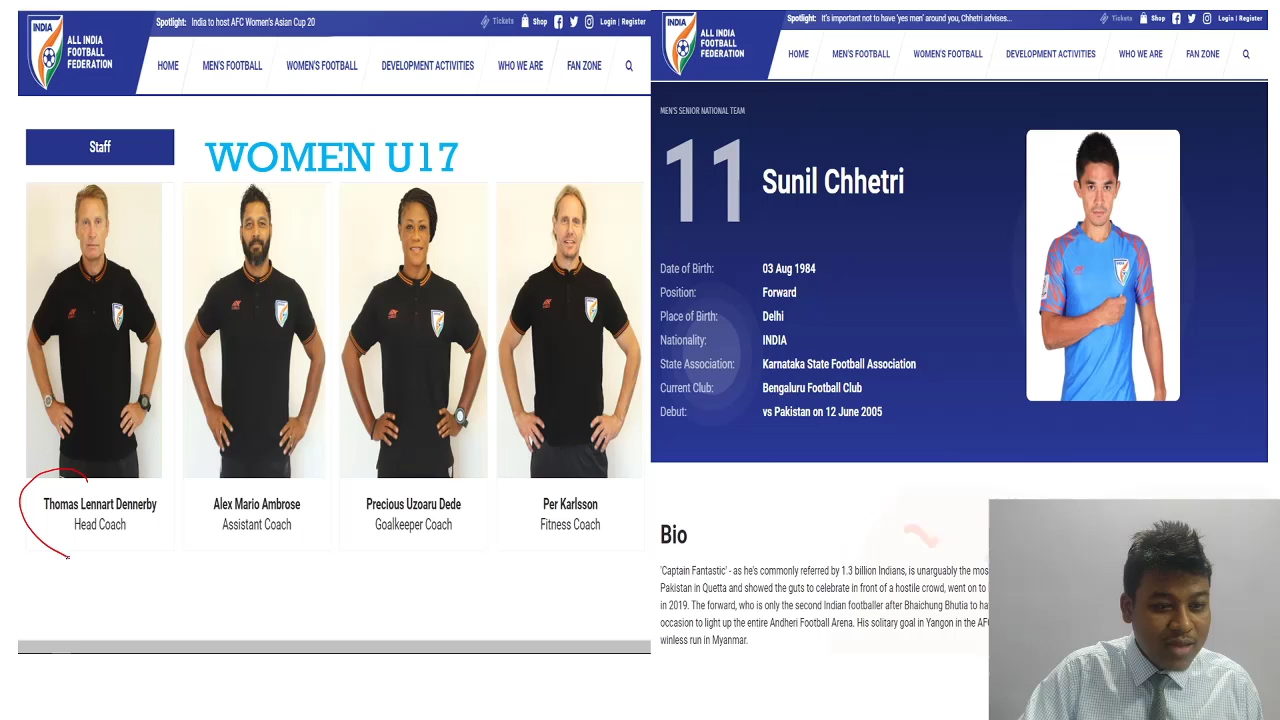 INDIA
ALL INDIA
FOOTBALL
FEDERATION
Spotlight: India to host AFC Women's Asian Cup 20
Tickets Shop Login | Register
HOME MEN'S FOOTBALL WOMEN'S FOOTBALL DEVELOPMENT ACTIVITIES WHO WE ARE FAN ZONE
Staff
WOMEN U17
Thomas Lennart Dennerby
Head Coach
Alex Mario Ambrose
Assistant Coach
Precious Uzoaru Dede
Goalkeeper Coach
Per Karlsson
Fitness Coach
INDIA
ALL INDIA
FOOTBALL
FEDERATION
Spotlight: It's important not to have 'yes men' around you, Chhetri advises...
Tickets Shop Login | Register
HOME MEN'S FOOTBALL WOMEN'S FOOTBALL DEVELOPMENT ACTIVITIES WHO WE ARE FAN ZONE
MEN'S SENIOR NATIONAL TEAM
11 Sunil Chhetri
Date of Birth: 03 Aug 1984
Position: Forward
Place of Birth: Delhi
Nationality: INDIA
State Association: Karnataka State Football Association
Current Club: Bengaluru Football Club
Debut: vs Pakistan on 12 June 2005
INDIA
Bio
'Captain Fantastic' - as he's commonly referred by 1.3 billion Indians, is unarguably the mos
Pakistan in Quetta and showed the guts to celebrate in front of a hostile crowd, went on to
in 2019. The forward, who is only the second Indian footballer after Bhaichung Bhutia to ha
occasion to light up the entire Andheri Football Arena. His solitary goal in Yangon in the AF
winless run in Myanmar.